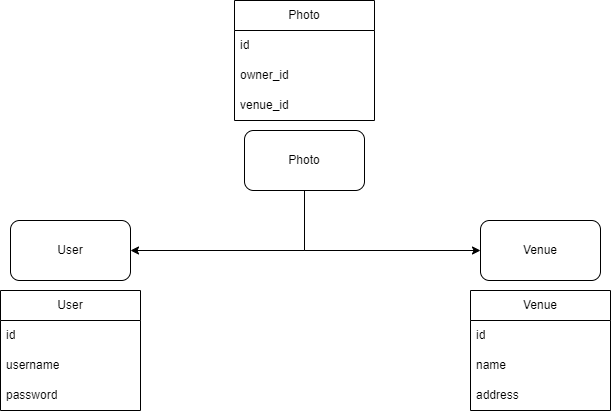 Photo
id
owner_id
venue_id
Photo
User
Venue
User
id
username
password
Venue
id
name
address